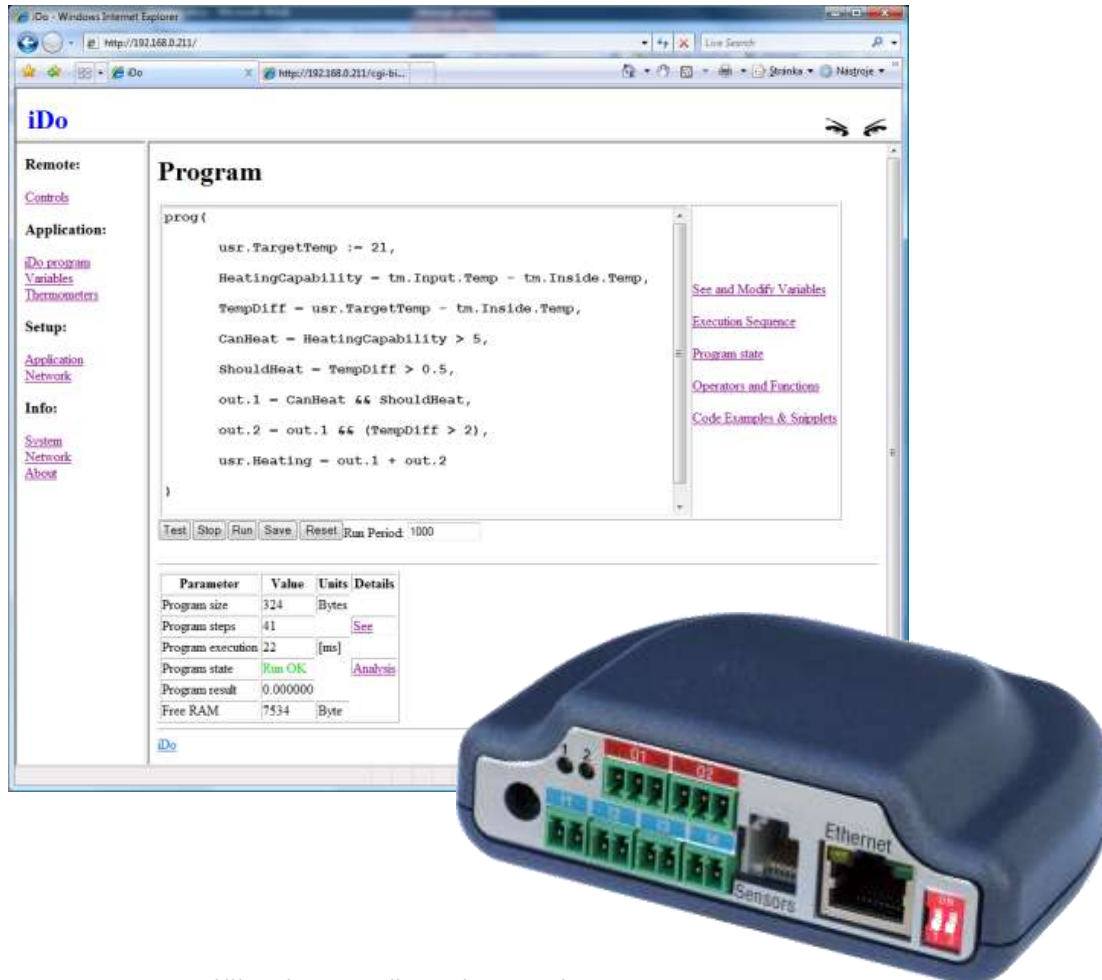 iDo - Windows Internet Explorer
http://192.168.0.211/
Live Search
iDo
http://192.168.0.211/cgi-bi...
Stránka
Nástroje
iDo
Remote:
Controls
Application:
iDo program
Variables
Thermometers
Setup:
Application
Network
Info:
System
Network
About
Program
prog(
usr.TargetTemp := 21,
HeatingCapability = tm.Input.Temp - tm.Inside.Temp,
TempDiff = usr.TargetTemp - tm.Inside.Temp,
CanHeat = HeatingCapability > 5,
ShouldHeat = TempDiff > 0.5,
out.1 = CanHeat && ShouldHeat,
out.2 = out.1 && (TempDiff > 2),
usr.Heating = out.1 + out.2
)
See and Modify Variables
Execution Sequence
Program state
Operators and Functions
Code Examples & Snipplets
Test Stop Run Save Reset Run Period: 1000
Parameter Value Units Details
Program size 324 Bytes
Program steps 41 See
Program execution 22 [ms]
Program state Run OK Analysis
Program result 0.000000
Free RAM 7534 Byte
iDo
1 2
O1 O2
I1 I2 I3 I4
Sensors
Ethernet
ON